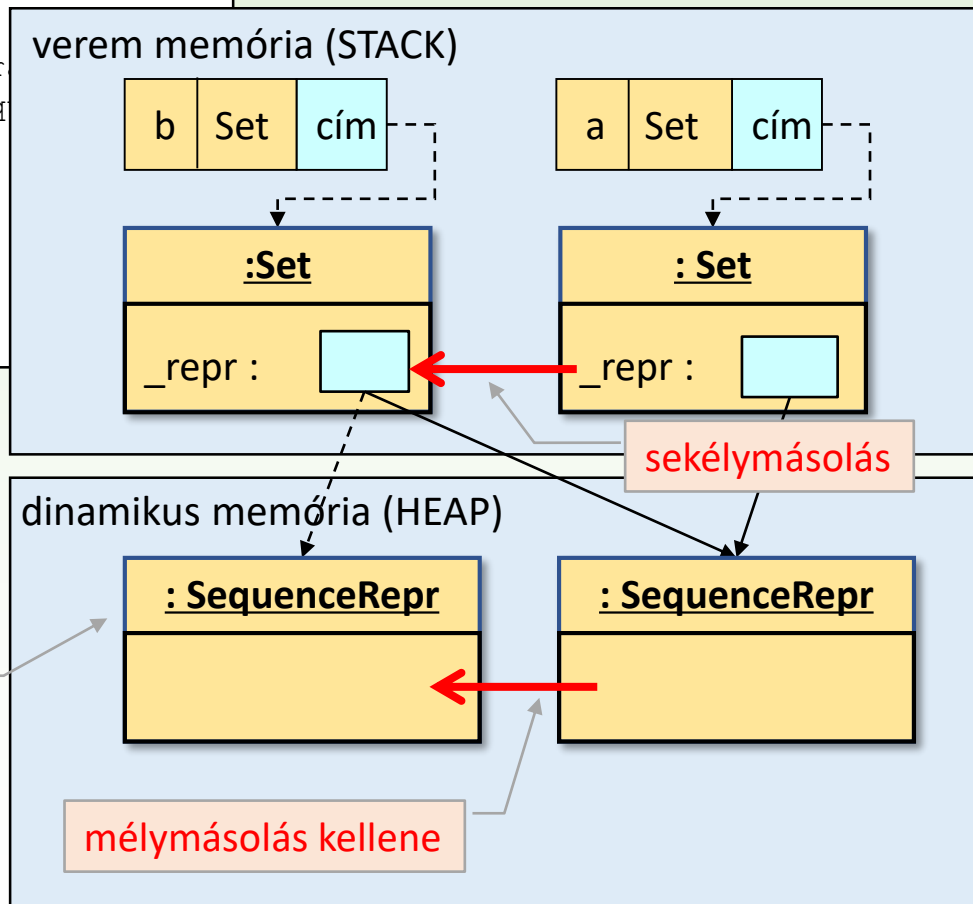 verem memória (STACK)
b Set cím
a Set cím
:Set
: Set
_repr :
_repr :
sekélymásolás
dinamikus memória (HEAP)
: SequenceRepr
: SequenceRepr
mélymásolás kellene